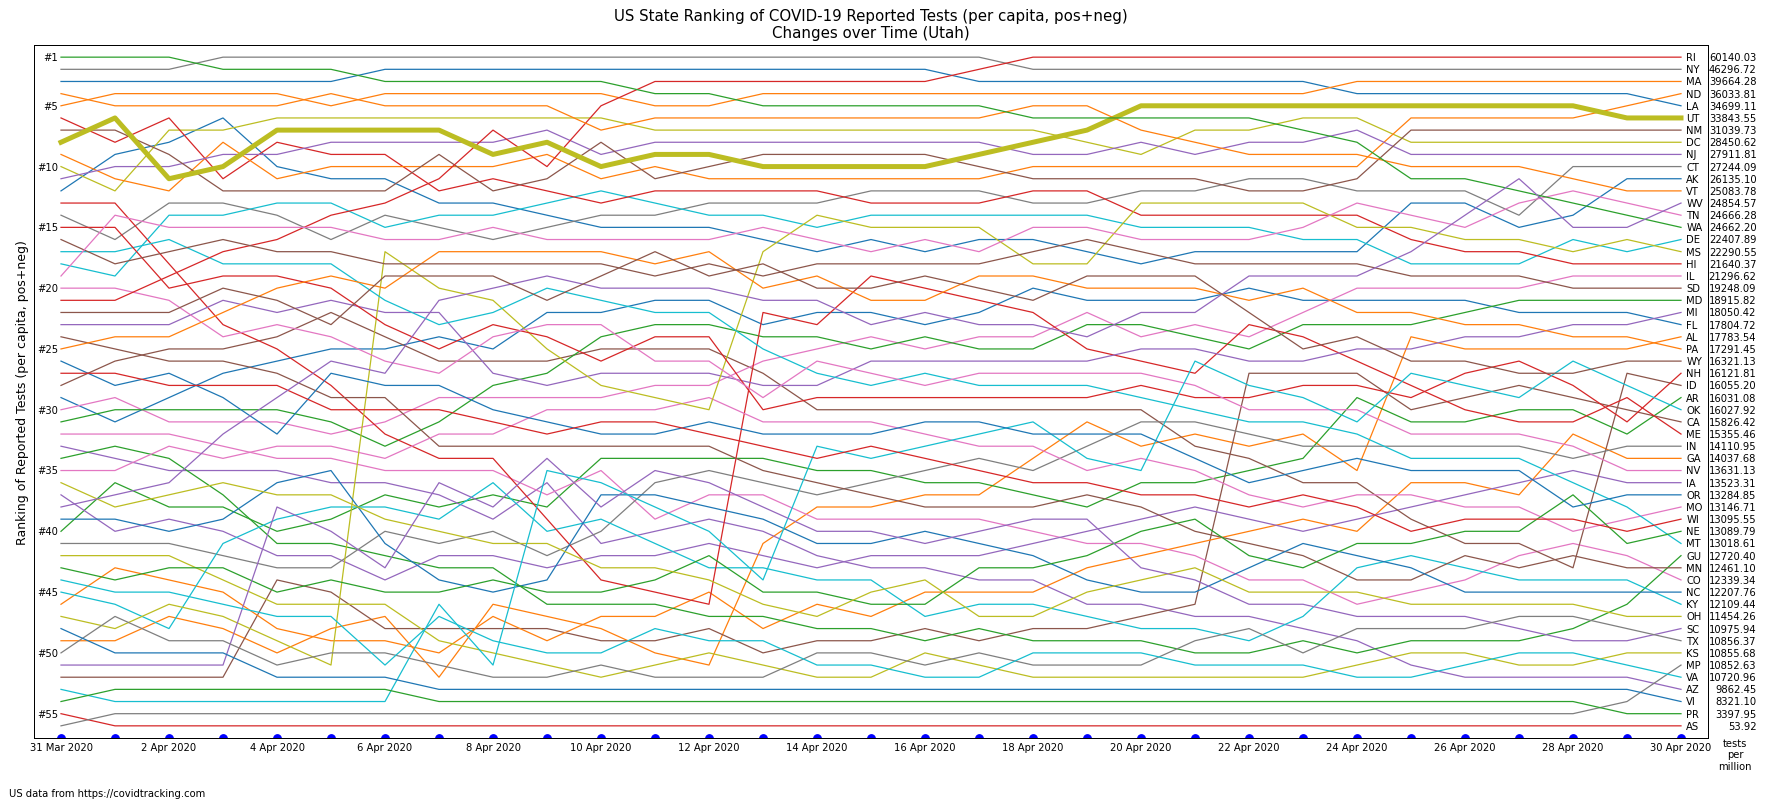 US State Ranking of COVID-19 Reported Tests (per capita, pos+neg)
Changes over Time (Utah)
Ranking of Reported Tests (per capita, pos+neg)
#1
#5
#10
#15
#20
#25
#30
#35
#40
#45
#50
#55
RI 60140.03
NY 46296.72
MA 39664.28
ND 36033.81
LA 34699.11
UT 33843.55
NM 31039.73
DC 28450.62
NJ 27911.81
CT 27244.09
AK 26135.10
VT 25083.78
WV 24854.57
TN 24666.28
WA 24662.20
DE 22407.89
MS 22290.55
HI 21640.37
IL 21296.62
SD 19248.09
MD 18915.82
MI 18050.42
FL 17804.72
AL 17783.54
PA 17291.45
WY 16321.13
NH 16121.81
ID 16055.20
AR 16031.08
OK 16027.92
CA 15826.42
ME 15355.46
IN 14110.95
GA 14037.68
NV 13631.13
IA 13523.31
OR 13284.85
MO 13146.71
WI 13095.55
NE 13089.79
MT 13018.61
GU 12720.40
MN 12461.10
CO 12339.34
NC 12207.76
KY 12109.44
OH 11454.26
SC 10975.94
TX 10856.37
KS 10855.68
MP 10852.63
VA 10720.96
AZ 9862.45
VI 8321.10
PR 3397.95
AS 53.92
31 Mar 2020 2 Apr 2020 4 Apr 2020 6 Apr 2020 8 Apr 2020 10 Apr 2020 12 Apr 2020 14 Apr 2020 16 Apr 2020 18 Apr 2020 20 Apr 2020 22 Apr 2020 24 Apr 2020 26 Apr 2020 28 Apr 2020 30 Apr 2020
tests
per
million
US data from https://covidtracking.com